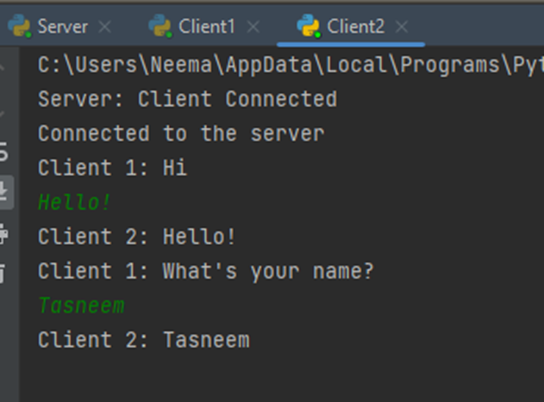 Server Client1 Client2
C:\Users\Neema\AppData\Local\Programs\Pyt
Server: Client Connected
Connected to the server
Client 1: Hi
Hello!
Client 2: Hello!
Client 1: What's your name?
Tasneem
Client 2: Tasneem